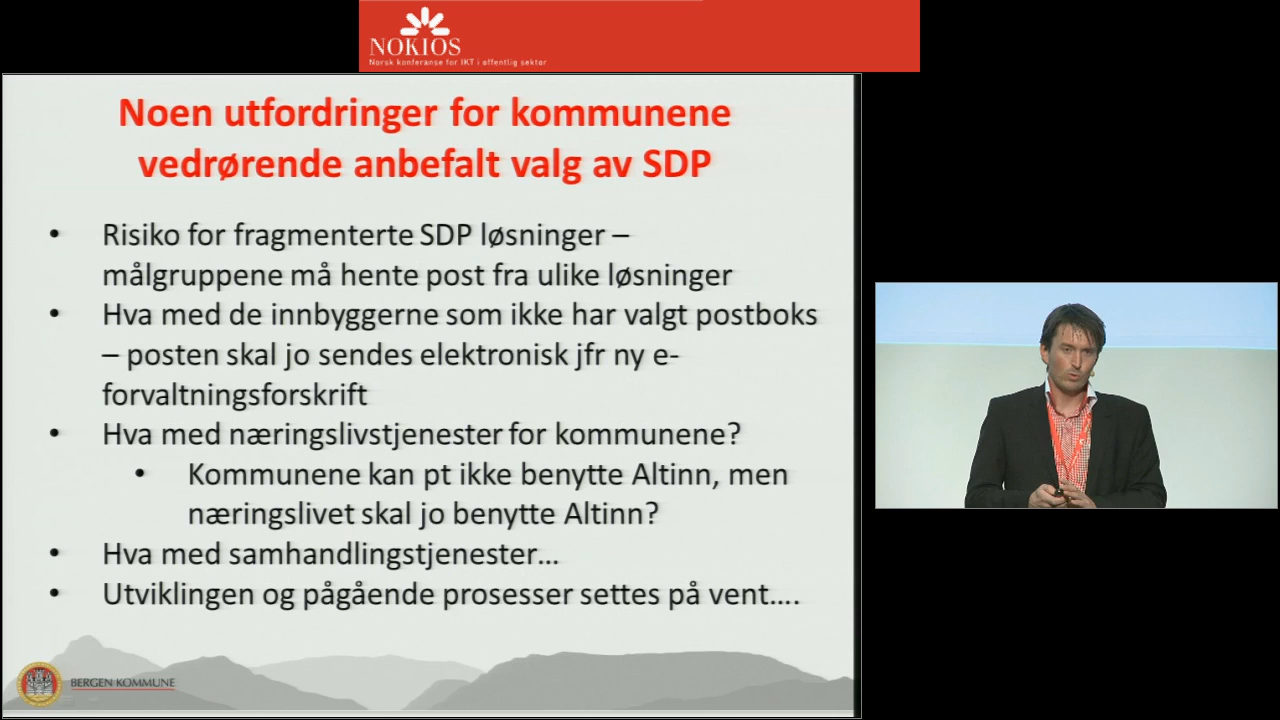 NOKIOS
Norsk konferanse for IKT i offentlig sektor
Noen utfordringer for kommunene
vedrørende anbefalt valg av SDP
• Risiko for fragmenterte SDP løsninger –
målgruppene må hente post fra ulike løsninger
• Hva med de innbyggerne som ikke har valgt postboks
– posten skal jo sendes elektronisk jfr ny e-
forvaltningsforskrift
• Hva med næringslivstjenester for kommunene?
• Kommunene kan pt ikke benytte Altinn, men
næringslivet skal jo benytte Altinn?
• Hva med samhandlingstjenester...
• Utviklingen og pågående prosesser settes på vent....
BERGEN KOMMUNE